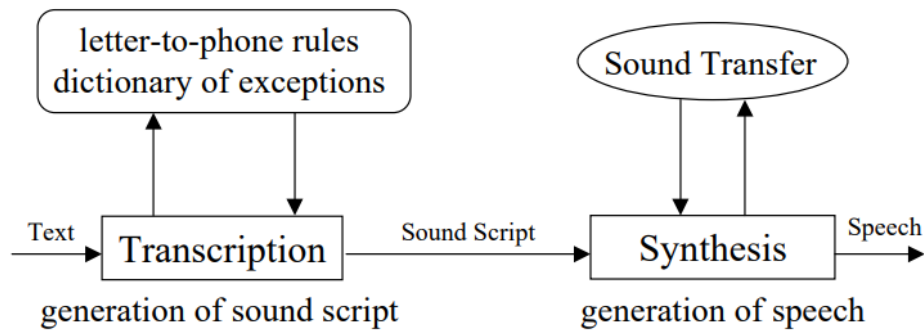 letter-to-phone rules
dictionary of exceptions
Sound Transfer
Text
Transcription
Sound Script
Synthesis
Speech
generation of sound script
generation of speech